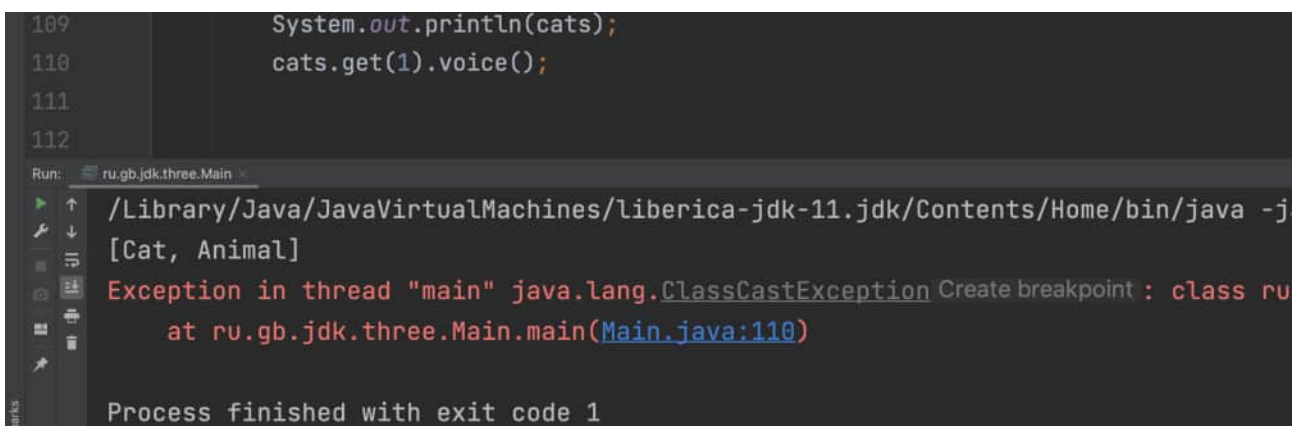 109 System.out.println(cats);
110 cats.get(1).voice();
111
112
Run: ru.gb.jdk.three.Main ×
/Library/Java/JavaVirtualMachines/liberica-jdk-11.jdk/Contents/Home/bin/java -j
[Cat, Animal]
Exception in thread "main" java.lang.ClassCastException Create breakpoint : class ru
at ru.gb.jdk.three.Main.main(Main.java:110)
Process finished with exit code 1